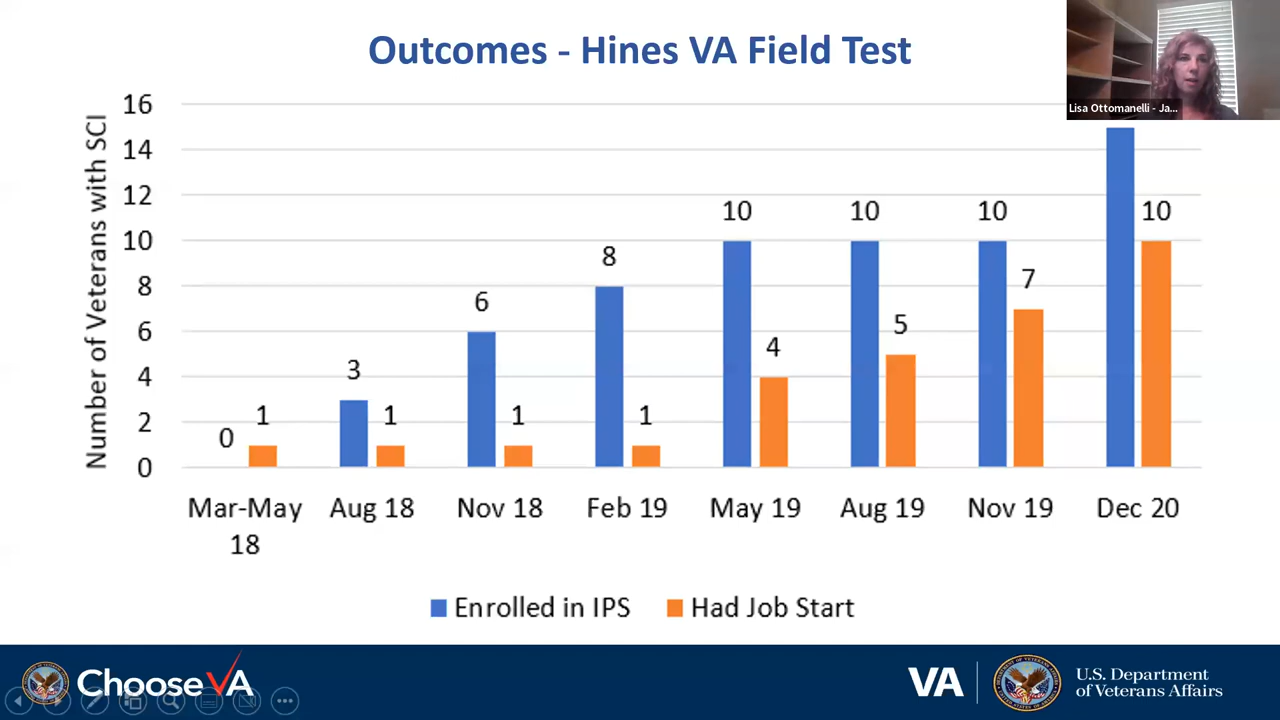 Outcomes - Hines VA Field Test
Lisa Ottomanelli - Ja...
Number of Veterans with SCI
16
14
12
10
8
6
4
2
0
0 1
3 1
6 1
8 1
10 4
10 5
10 7
10
Mar-May 18 Aug 18 Nov 18 Feb 19 May 19 Aug 19 Nov 19 Dec 20
Enrolled in IPS Had Job Start
ChooseVA
VA
U.S. Department
of Veterans Affairs